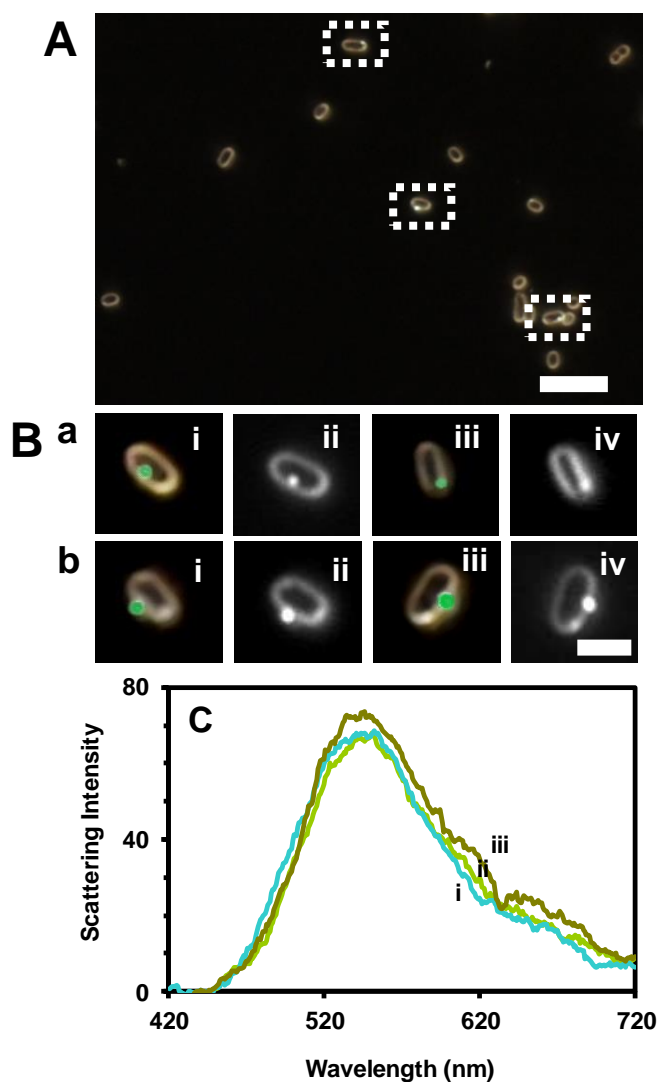 A
B a i ii iii iv
b i ii iii iv
80
C
40
iii
ii
i
0
420 520 620 720
Scattering Intensity
Wavelength (nm)